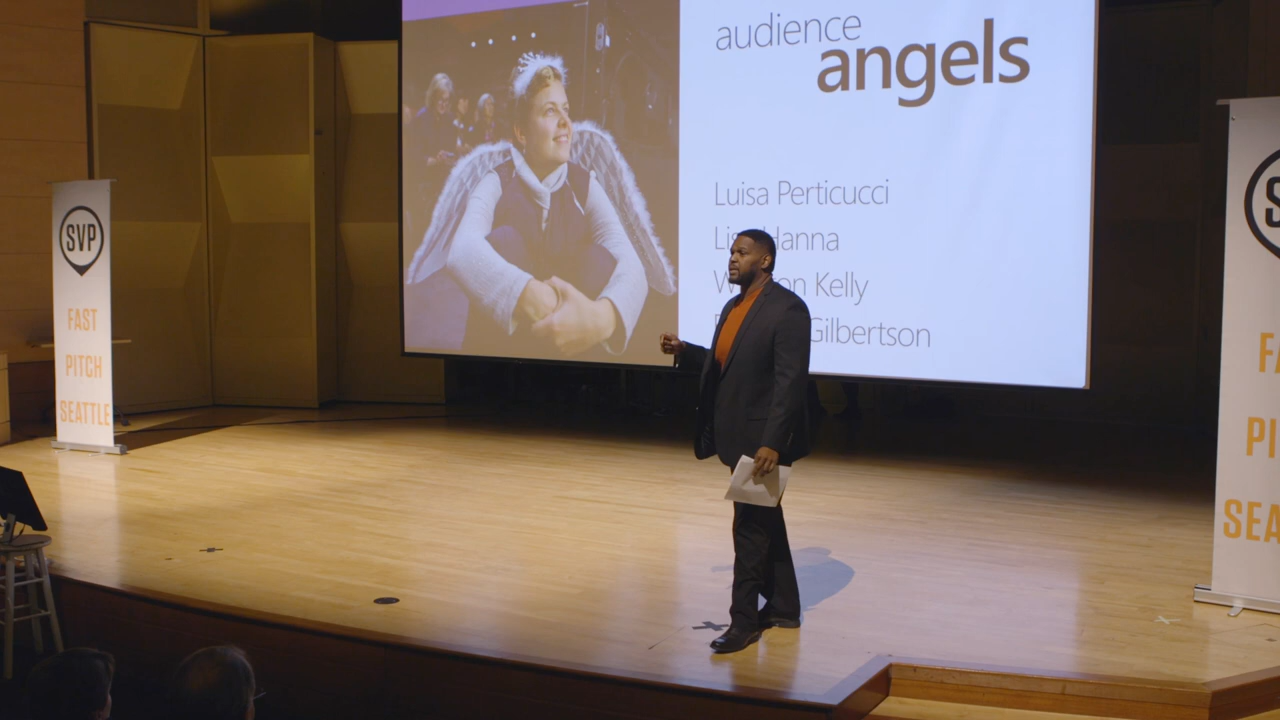 audience
angels
Luisa Perticucci
Hanna
Kelly
Gilbertson
SVP
FAST
PITCH
SEATTLE